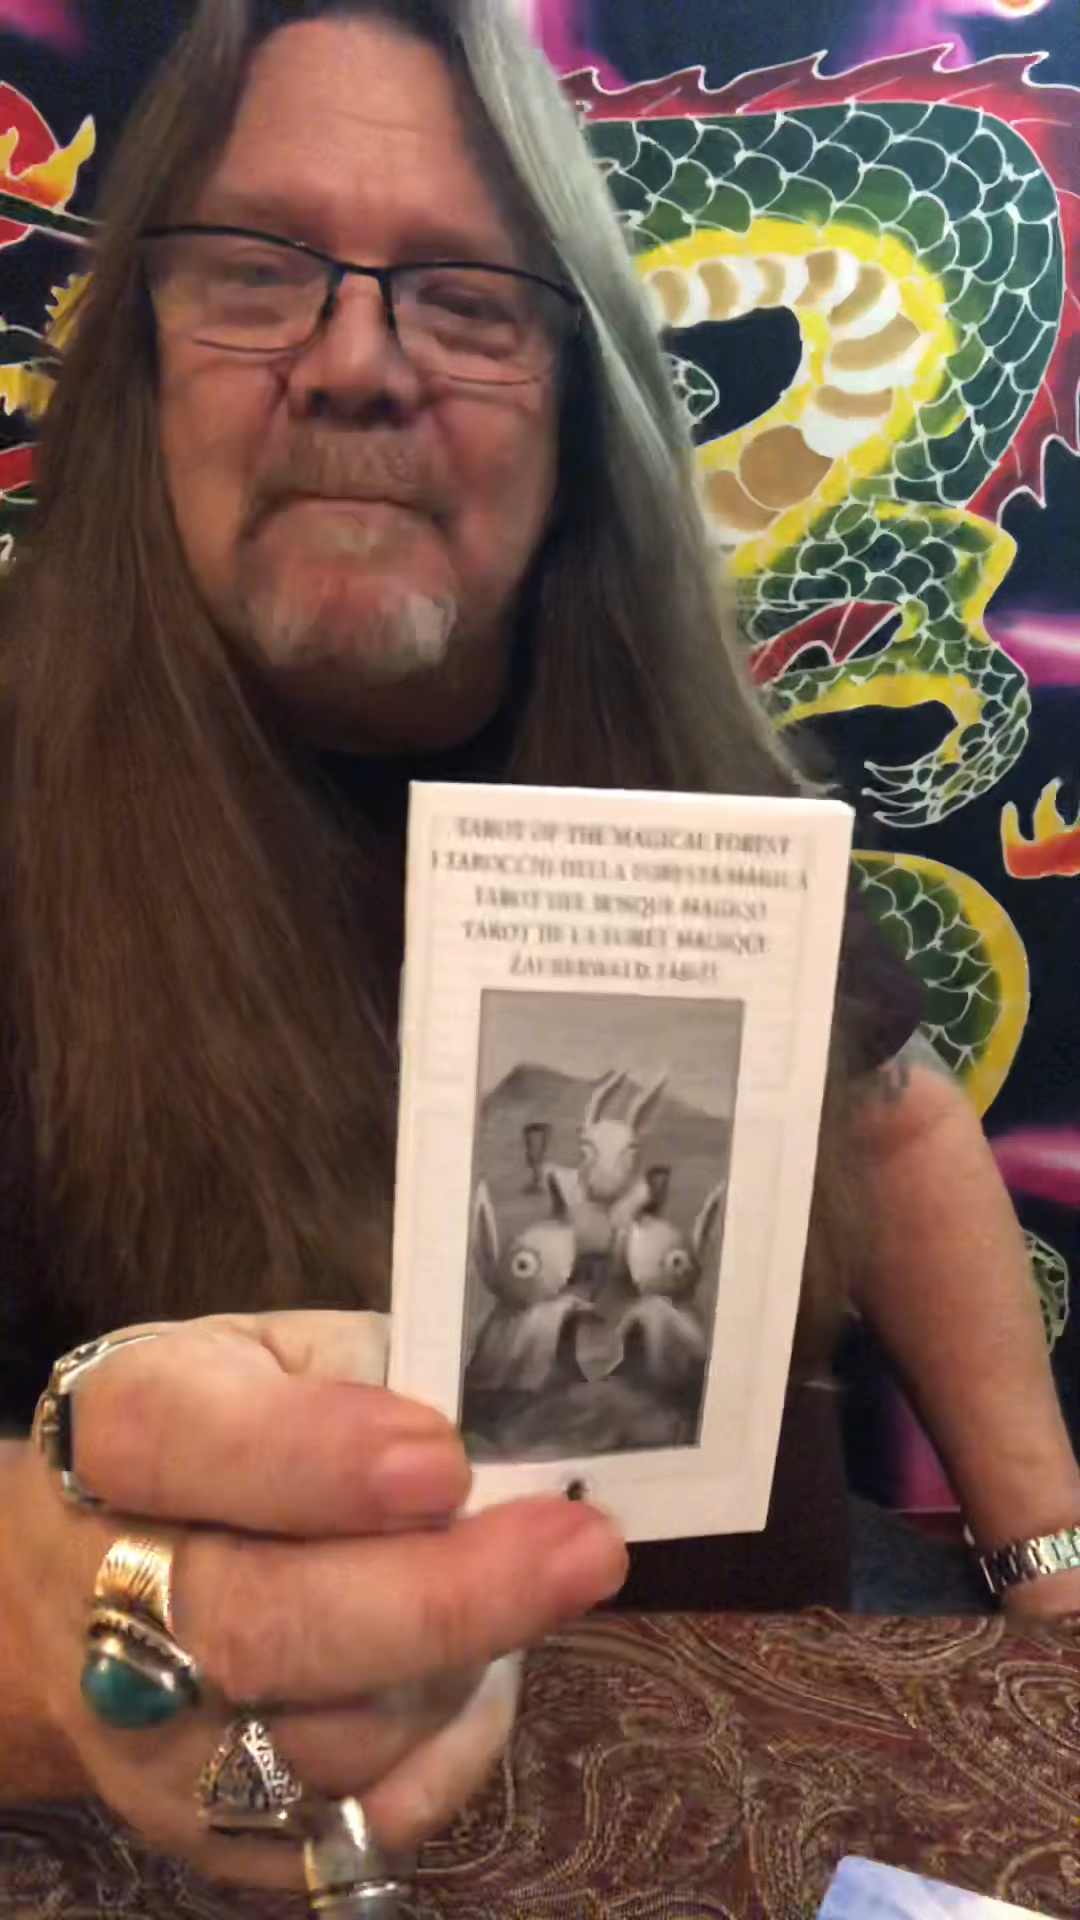 TAROT OF THE MAGICAL FOREST
I TAROCCHI DELLA FORESTA MAGICA
TAROT DEL BOSQUE MAGICO
TAROT DE LA FORÊT MAGIQUE
ZAUBERWALD TAROT